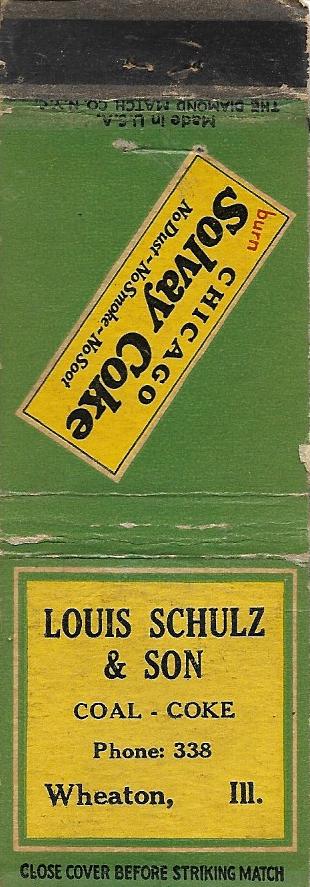 Made in U.S.A.
THE DIAMOND MATCH CO. N.Y.C.
burn
CHICAGO
Solvay Coke
No Dust~No Smoke~No Soot
LOUIS SCHULZ
& SON
COAL - COKE
Phone: 338
Wheaton, Ill.
CLOSE COVER BEFORE STRIKING MATCH